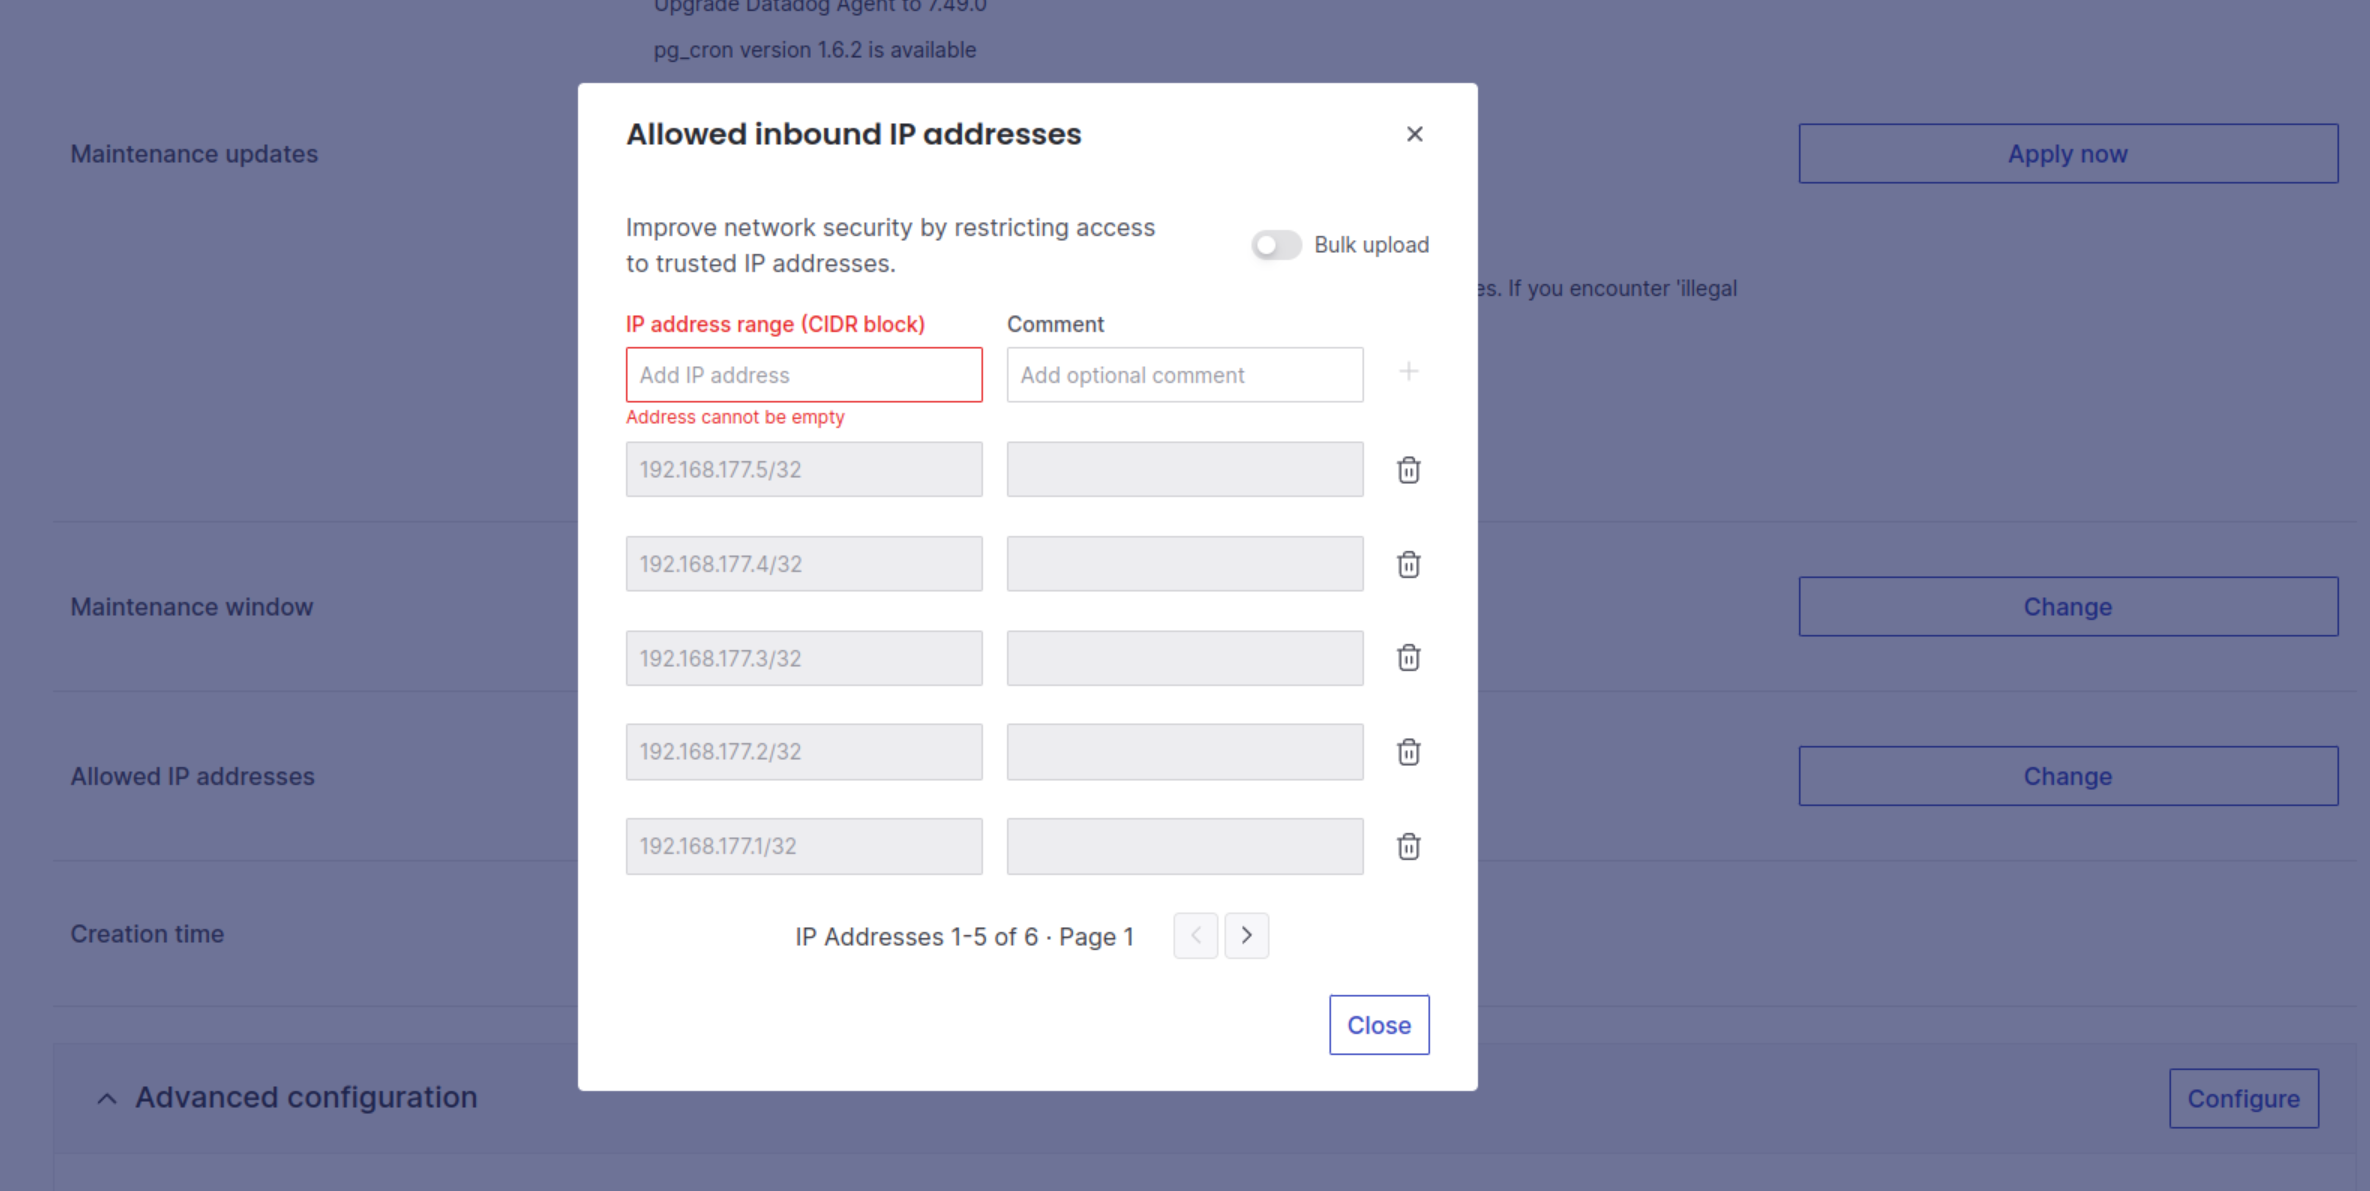 Upgrade Datadog Agent to 7.49.0
pg_cron version 1.6.2 is available
Maintenance updates
Apply now
Allowed inbound IP addresses
Improve network security by restricting access
to trusted IP addresses.
Bulk upload
es. If you encounter 'illegal
IP address range (CIDR block)
Comment
Add IP address
Add optional comment
Address cannot be empty
192.168.177.5/32
192.168.177.4/32
Maintenance window
Change
192.168.177.3/32
192.168.177.2/32
Allowed IP addresses
Change
192.168.177.1/32
Creation time
IP Addresses 1-5 of 6 · Page 1
Close
Advanced configuration
Configure